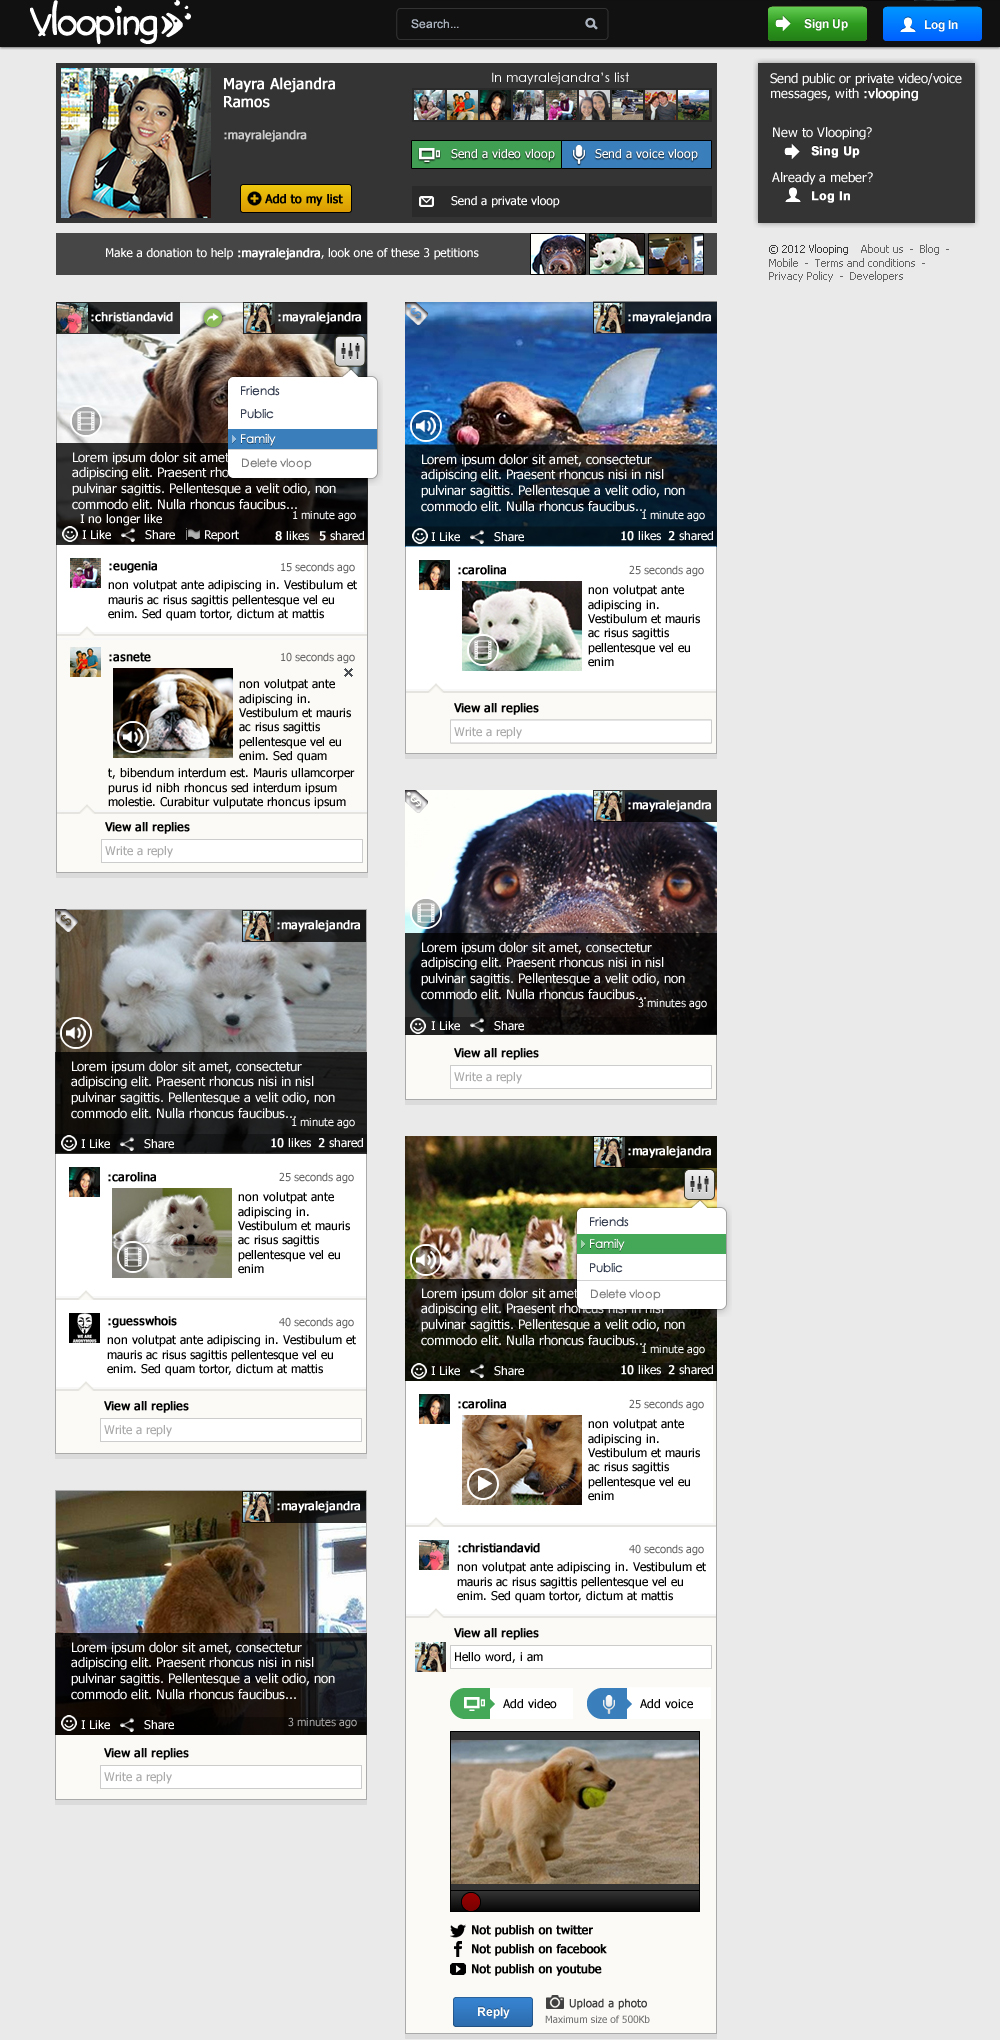 Vlooping
Search...
Sign Up
Log In
Mayra Alejandra
Ramos
:mayralejandra
Add to my list
In mayralejandra's list
Send a video vloop
Send a voice vloop
Send a private vloop
Send public or private video/voice
messages, with :vlooping
New to Vlooping?
Sing Up
Already a meber?
Log In
Make a donation to help :mayralejandra, look one of these 3 petitions
© 2012 Vlooping About us - Blog -
Mobile - Terms and conditions -
Privacy Policy - Developers
:christiandavid
:mayralejandra
Friends
Public
Family
Delete vloop
Lorem ipsum dolor sit amet
adipiscing elit. Praesent rhonc
pulvinar sagittis. Pellentesque a velit odio, non
commodo elit. Nulla rhoncus faucibus...
1 minute ago
I no longer like
I Like Share Report 8 likes 5 shared
:eugenia 15 seconds ago
non volutpat ante adipiscing in. Vestibulum et
mauris ac risus sagittis pellentesque vel eu
enim. Sed quam tortor, dictum at mattis
:asnete 10 seconds ago
non volutpat ante
adipiscing in.
Vestibulum et mauris
ac risus sagittis
pellentesque vel eu
enim. Sed quam
t, bibendum interdum est. Mauris ullamcorper
purus id nibh rhoncus sed interdum ipsum
molestie. Curabitur vulputate rhoncus ipsum
View all replies
Write a reply
:mayralejandra
Lorem ipsum dolor sit amet, consectetur
adipiscing elit. Praesent rhoncus nisi in nisl
pulvinar sagittis. Pellentesque a velit odio, non
commodo elit. Nulla rhoncus faucibus...
1 minute ago
I Like Share 10 likes 2 shared
:carolina 25 seconds ago
non volutpat ante
adipiscing in.
Vestibulum et mauris
ac risus sagittis
pellentesque vel eu
enim
:guesswhois 40 seconds ago
WE ARE
ANONYMOUS
non volutpat ante adipiscing in. Vestibulum et
mauris ac risus sagittis pellentesque vel eu
enim. Sed quam tortor, dictum at mattis
View all replies
Write a reply
:mayralejandra
Lorem ipsum dolor sit amet, consectetur
adipiscing elit. Praesent rhoncus nisi in nisl
pulvinar sagittis. Pellentesque a velit odio, non
commodo elit. Nulla rhoncus faucibus...
I Like Share 3 minutes ago
View all replies
Write a reply
:mayralejandra
Lorem ipsum dolor sit amet, consectetur
adipiscing elit. Praesent rhoncus nisi in nisl
pulvinar sagittis. Pellentesque a velit odio, non
commodo elit. Nulla rhoncus faucibus...
1 minute ago
I Like Share 10 likes 2 shared
:carolina 25 seconds ago
non volutpat ante
adipiscing in.
Vestibulum et mauris
ac risus sagittis
pellentesque vel eu
enim
View all replies
Write a reply
:mayralejandra
Lorem ipsum dolor sit amet, consectetur
adipiscing elit. Praesent rhoncus nisi in nisl
pulvinar sagittis. Pellentesque a velit odio, non
commodo elit. Nulla rhoncus faucibus...
3 minutes ago
I Like Share
View all replies
Write a reply
:mayralejandra
Friends
Family
Public
Delete vloop
Lorem ipsum dolor sit amet,
adipiscing elit. Praesent rhoncus nisi in nisl
pulvinar sagittis. Pellentesque a velit odio, non
commodo elit. Nulla rhoncus faucibus...
1 minute ago
I Like Share 10 likes 2 shared
:carolina 25 seconds ago
non volutpat ante
adipiscing in.
Vestibulum et mauris
ac risus sagittis
pellentesque vel eu
enim
:christiandavid 40 seconds ago
non volutpat ante adipiscing in. Vestibulum et
mauris ac risus sagittis pellentesque vel eu
enim. Sed quam tortor, dictum at mattis
View all replies
Hello word, i am
Add video
Add voice
Not publish on twitter
Not publish on facebook
Not publish on youtube
Reply
Upload a photo
Maximum size of 500Kb